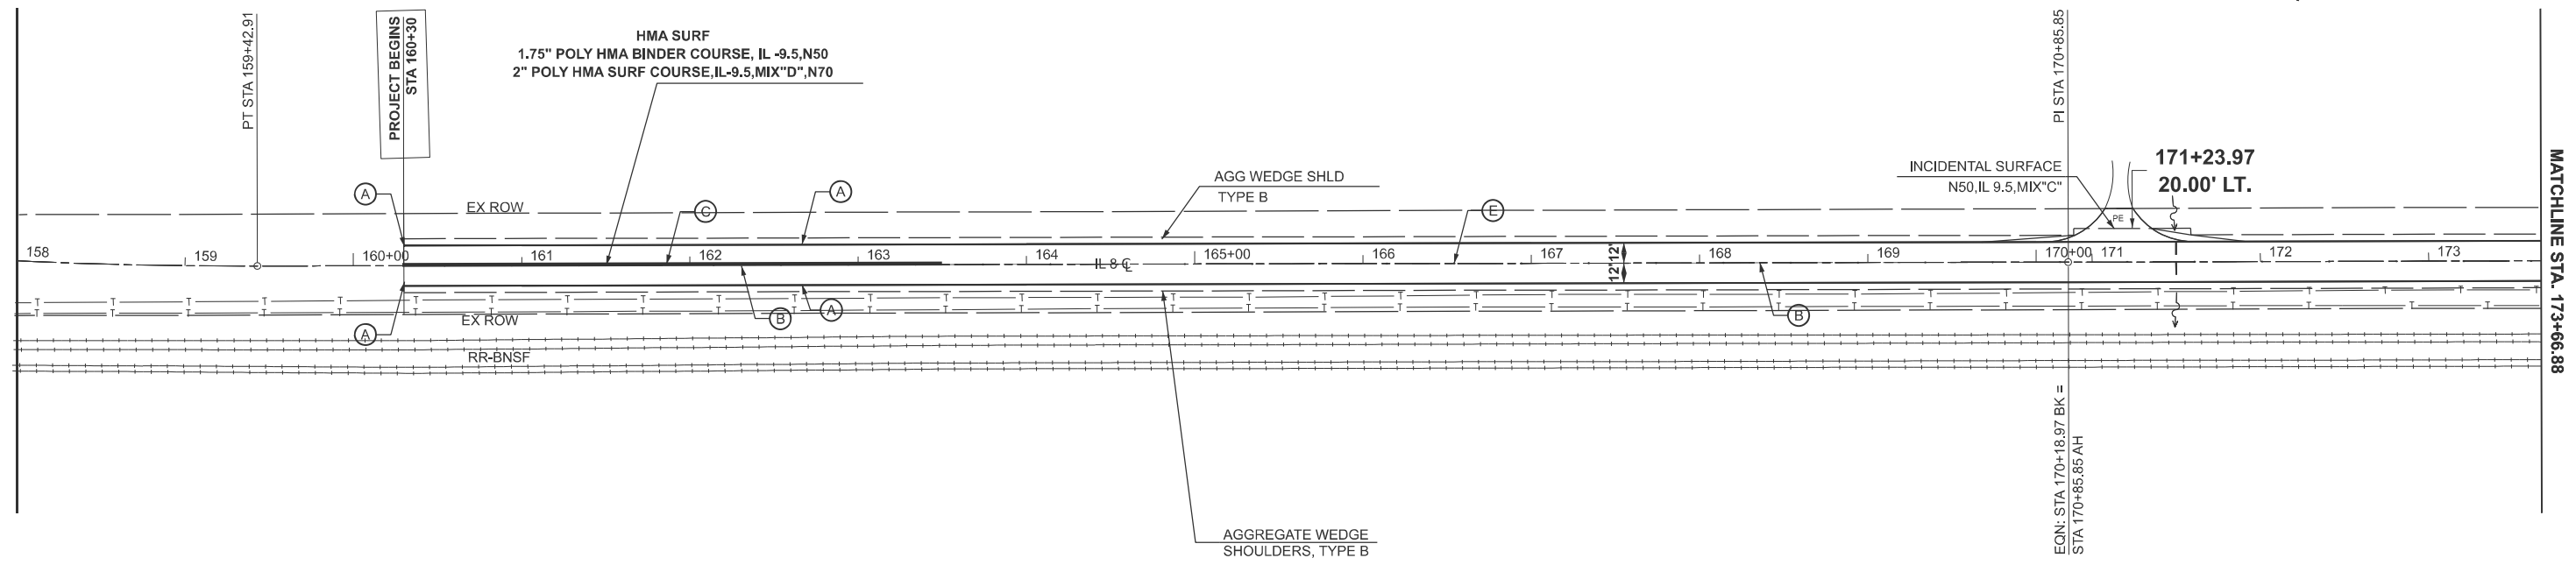 PT STA 159+42.91
PROJECT BEGINS
STA 160+30
HMA SURF
1.75" POLY HMA BINDER COURSE, IL -9.5,N50
2" POLY HMA SURF COURSE,IL-9.5,MIX"D",N70
PI STA 170+85.85
AGG WEDGE SHLD
TYPE B
INCIDENTAL SURFACE
N50,IL 9.5,MIX"C"
171+23.97
20.00' LT.
MATCHLINE STA. 173+66.88
A
A
C
E
EX ROW
PE
158
159
160+00
161
162
163
164
165+00
166
167
168
169
170+00
171
172
173
IL 8 ℄
12'
12'
T T T T T T T T T T T T T T T T T T T T T T T T T T T T T T T T T T
EX ROW
A
B
A
B
RR-BNSF
AGGREGATE WEDGE
SHOULDERS, TYPE B
EQN: STA 170+18.97 BK =
STA 170+85.85 AH